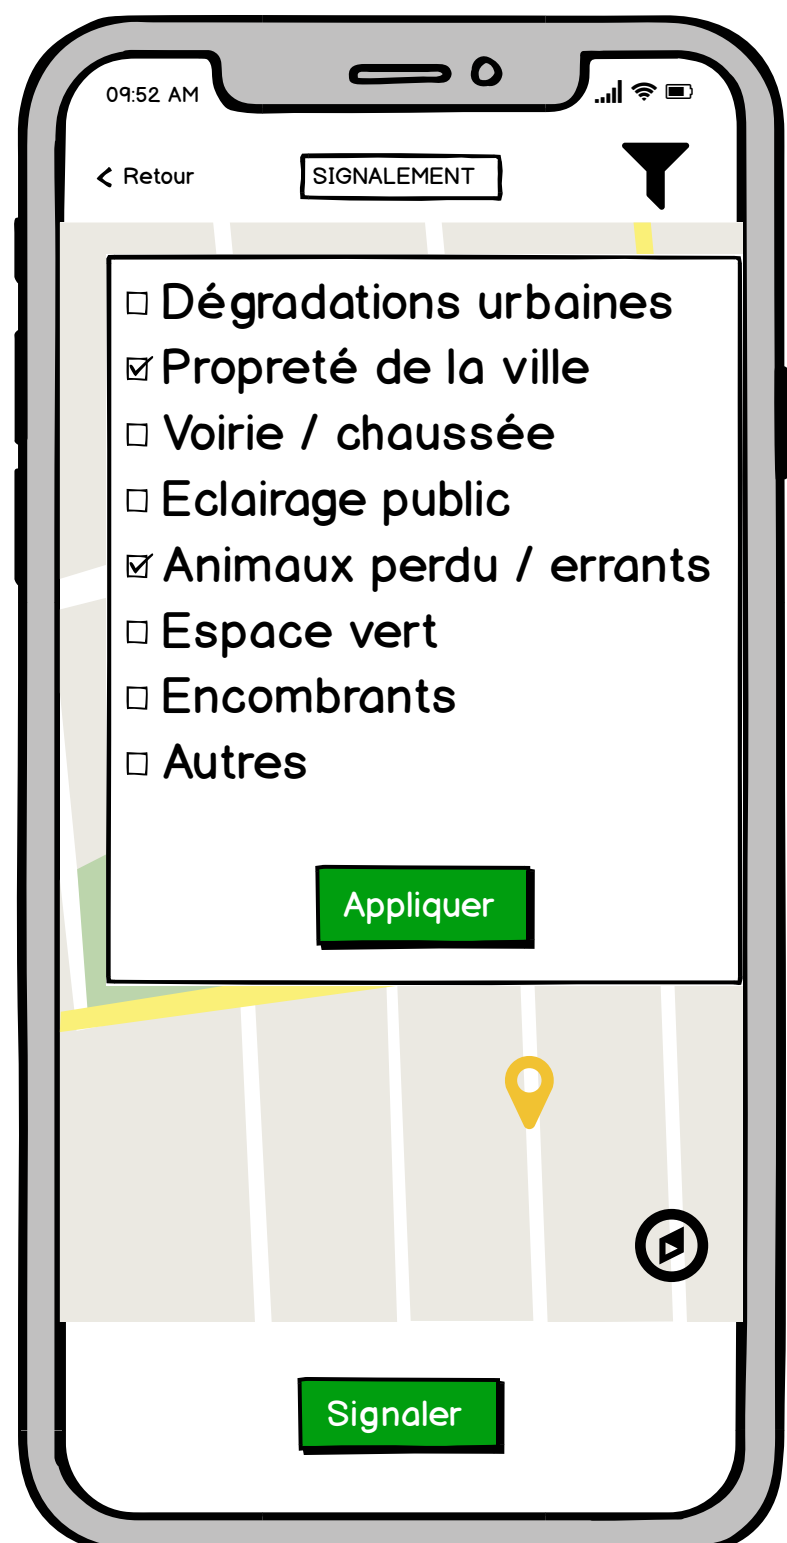 09:52 AM
Retour
SIGNALEMENT
Dégradations urbaines
Propreté de la ville
Voirie / chaussée
Eclairage public
Animaux perdu / errants
Espace vert
Encombrants
Autres
Appliquer
Signaler